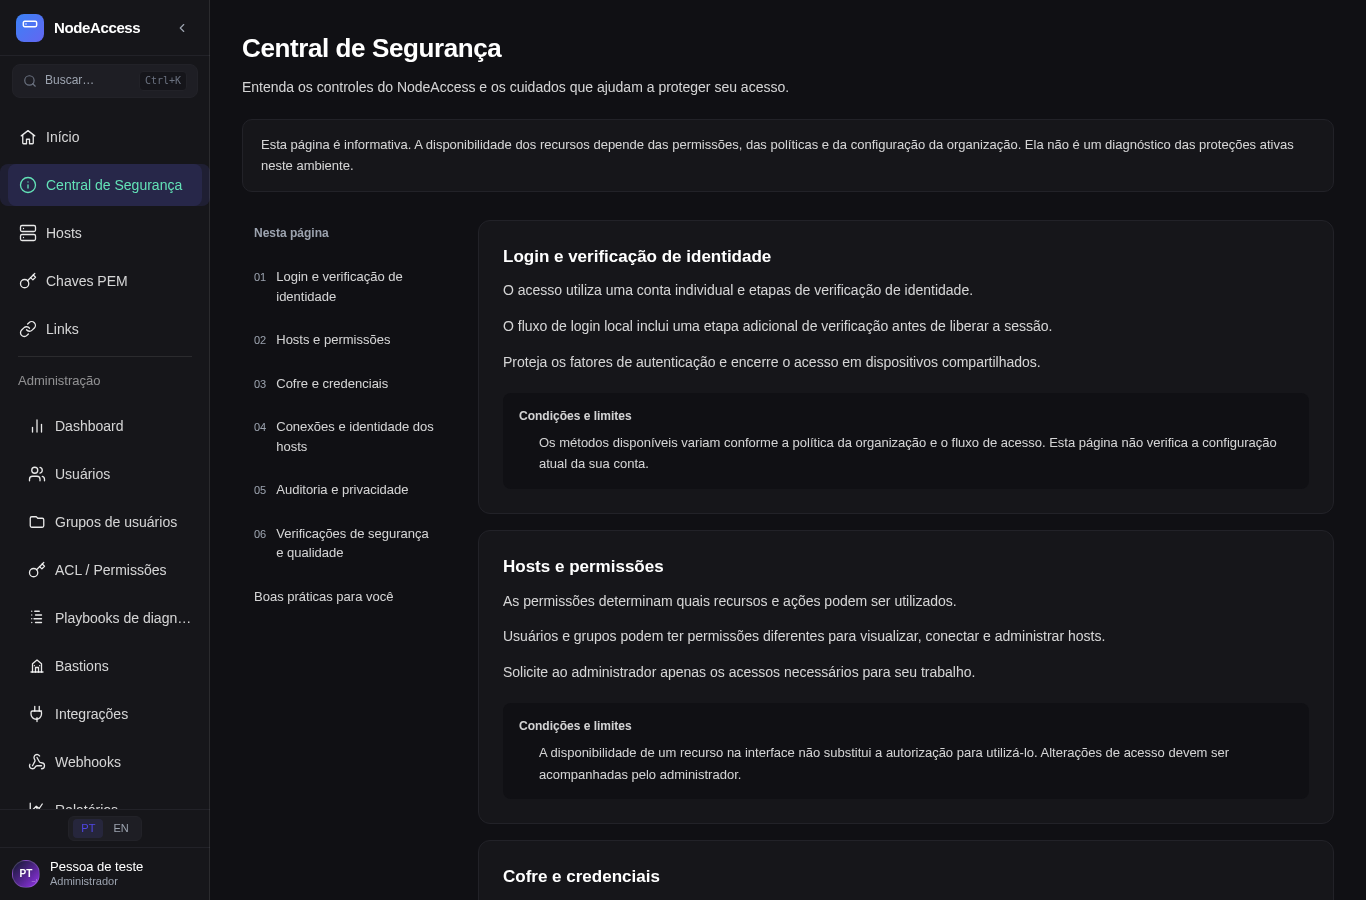 NodeAccess
Buscar…
Ctrl+K
Início
Central de Segurança
Hosts
Chaves PEM
Links
Administração
Dashboard
Usuários
Grupos de usuários
ACL / Permissões
Playbooks de diagn…
Bastions
Integrações
Webhooks
Relatórios
PT
EN
PT
Pessoa de teste
Administrador
Central de Segurança
Entenda os controles do NodeAccess e os cuidados que ajudam a proteger seu acesso.
Esta página é informativa. A disponibilidade dos recursos depende das permissões, das políticas e da configuração da organização. Ela não é um diagnóstico das proteções ativas
neste ambiente.
Nesta página
01 Login e verificação de
identidade
02 Hosts e permissões
03 Cofre e credenciais
04 Conexões e identidade dos
hosts
05 Auditoria e privacidade
06 Verificações de segurança
e qualidade
Boas práticas para você
Login e verificação de identidade
O acesso utiliza uma conta individual e etapas de verificação de identidade.
O fluxo de login local inclui uma etapa adicional de verificação antes de liberar a sessão.
Proteja os fatores de autenticação e encerre o acesso em dispositivos compartilhados.
Condições e limites
Os métodos disponíveis variam conforme a política da organização e o fluxo de acesso. Esta página não verifica a configuração
atual da sua conta.
Hosts e permissões
As permissões determinam quais recursos e ações podem ser utilizados.
Usuários e grupos podem ter permissões diferentes para visualizar, conectar e administrar hosts.
Solicite ao administrador apenas os acessos necessários para seu trabalho.
Condições e limites
A disponibilidade de um recurso na interface não substitui a autorização para utilizá-lo. Alterações de acesso devem ser
acompanhadas pelo administrador.
Cofre e credenciais